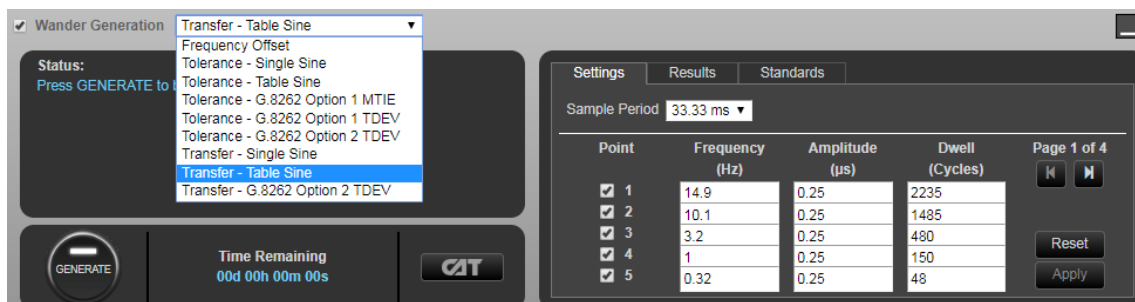 Wander Generation Transfer - Table Sine
Frequency Offset
Tolerance - Single Sine
Tolerance - Table Sine
Tolerance - G.8262 Option 1 MTIE
Tolerance - G.8262 Option 1 TDEV
Tolerance - G.8262 Option 2 TDEV
Transfer - Single Sine
Transfer - Table Sine
Transfer - G.8262 Option 2 TDEV
Status:
Press GENERATE to
GENERATE
Time Remaining
00d 00h 00m 00s
CAT
Settings Results Standards
Sample Period 33.33 ms
Point Frequency Amplitude Dwell Page 1 of 4
(Hz) (µs) (Cycles)
1 14.9 0.25 2235
2 10.1 0.25 1485
3 3.2 0.25 480
4 1 0.25 150
5 0.32 0.25 48
Reset
Apply